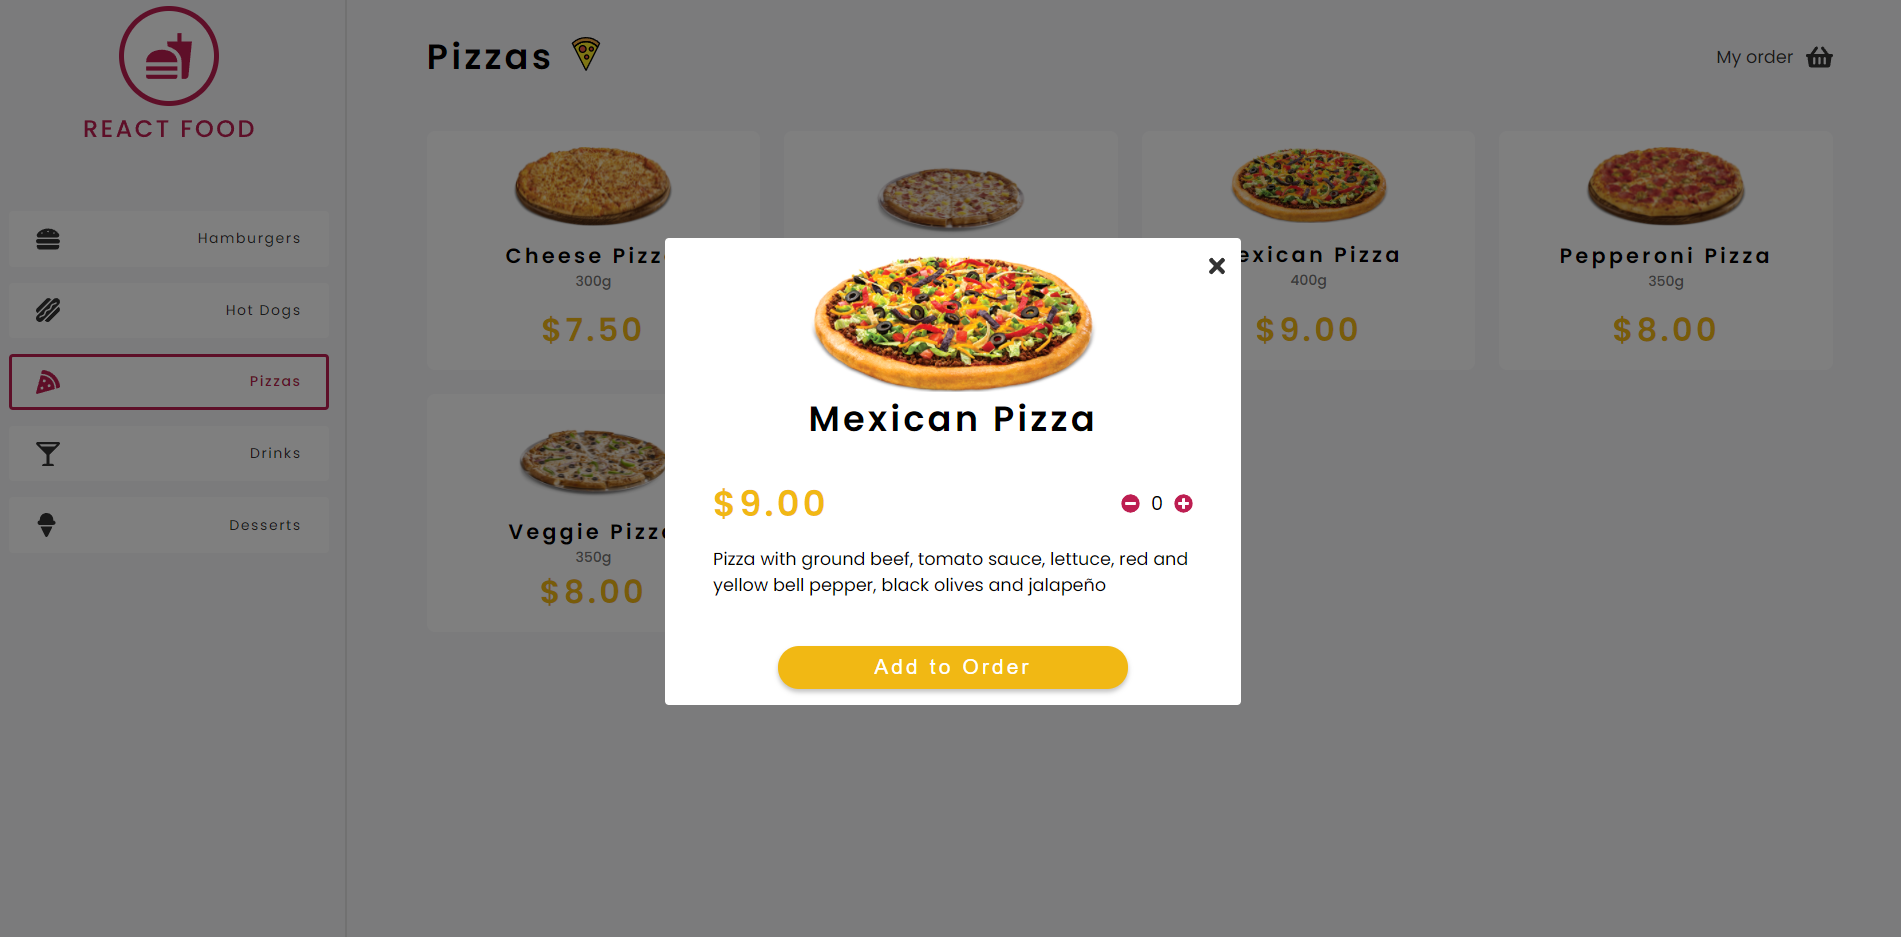 REACT FOOD
Hamburgers
Hot Dogs
Pizzas
Drinks
Desserts
Pizzas
My order
300g
$7.50
exican Pizza
400g
$9.00
Pepperoni Pizza
350g
$8.00
Cheese Pizz
Veggie Pizz
350g
$8.00
Mexican Pizza
$9.00
0
Pizza with ground beef, tomato sauce, lettuce, red and
yellow bell pepper, black olives and jalapeño
Add to Order